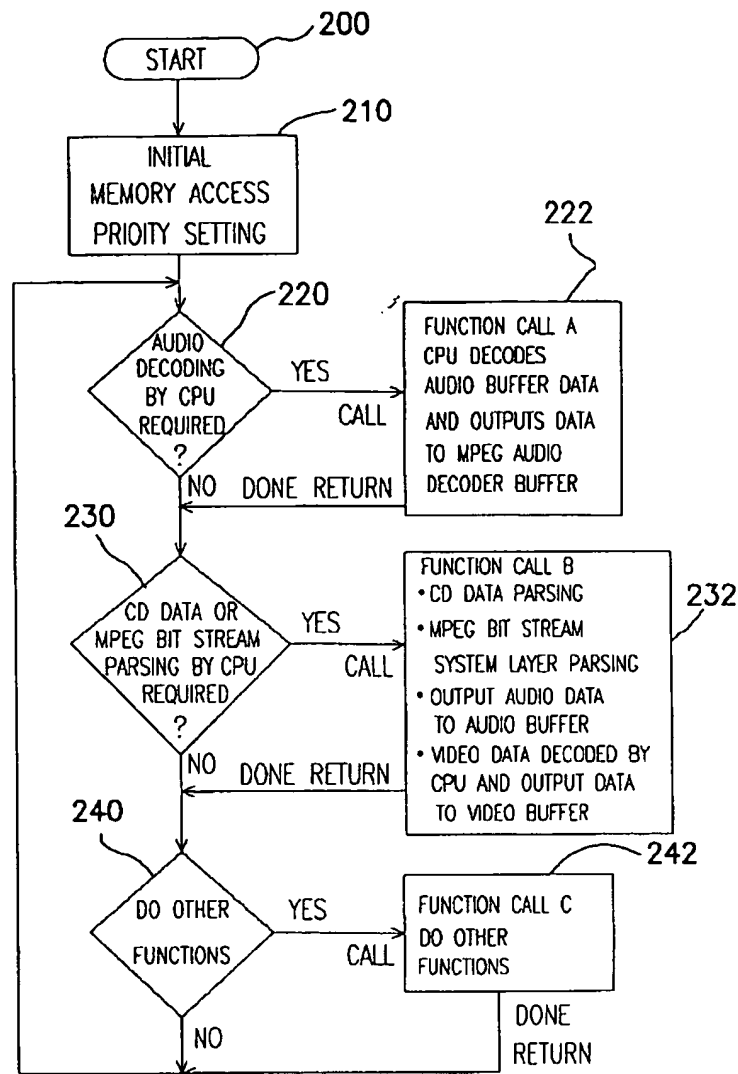 200
START
210
INITIAL
MEMORY ACCESS
PRIOITY SETTING
220
AUDIO
DECODING
BY CPU
REQUIRED
?
YES
CALL
222
FUNCTION CALL A
CPU DECODES
AUDIO BUFFER DATA
AND OUTPUTS DATA
TO MPEG AUDIO
DECODER BUFFER
NO
DONE RETURN
230
CD DATA OR
MPEG BIT STREAM
PARSING BY CPU
REQUIRED
?
YES
CALL
232
FUNCTION CALL B
• CD DATA PARSING
• MPEG BIT STREAM
SYSTEM LAYER PARSING
• OUTPUT AUDIO DATA
TO AUDIO BUFFER
• VIDEO DATA DECODED BY
CPU AND OUTPUT DATA
TO VIDEO BUFFER
NO
DONE RETURN
240
DO OTHER
FUNCTIONS
YES
CALL
242
FUNCTION CALL C
DO OTHER
FUNCTIONS
NO
DONE
RETURN